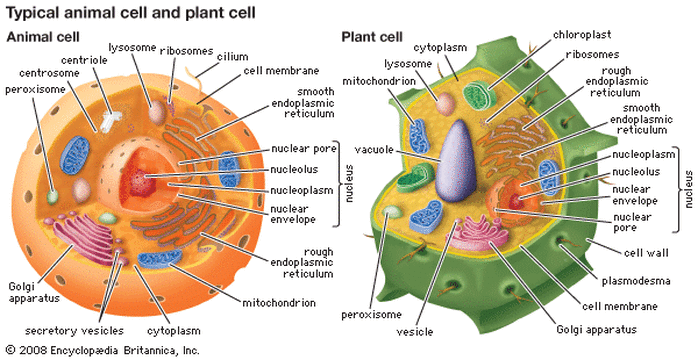 Typical animal cell and plant cell
Animal cell
lysosome
ribosomes
cilium
centriole
centrosome
cell membrane
peroxisome
smooth
endoplasmic
reticulum
nuclear pore
nucleolus
nucleoplasm
nuclear
envelope
nucleus
rough
endoplasmic
reticulum
Golgi
apparatus
mitochondrion
secretory vesicles
cytoplasm
Plant cell
chloroplast
cytoplasm
ribosomes
lysosome
rough
endoplasmic
reticulum
mitochondrion
smooth
endoplasmic
reticulum
vacuole
nucleoplasm
nucleolus
nuclear
envelope
nuclear
pore
nucleus
cell wall
plasmodesma
cell membrane
peroxisome
vesicle
Golgi apparatus
© 2008 Encyclopædia Britannica, Inc.